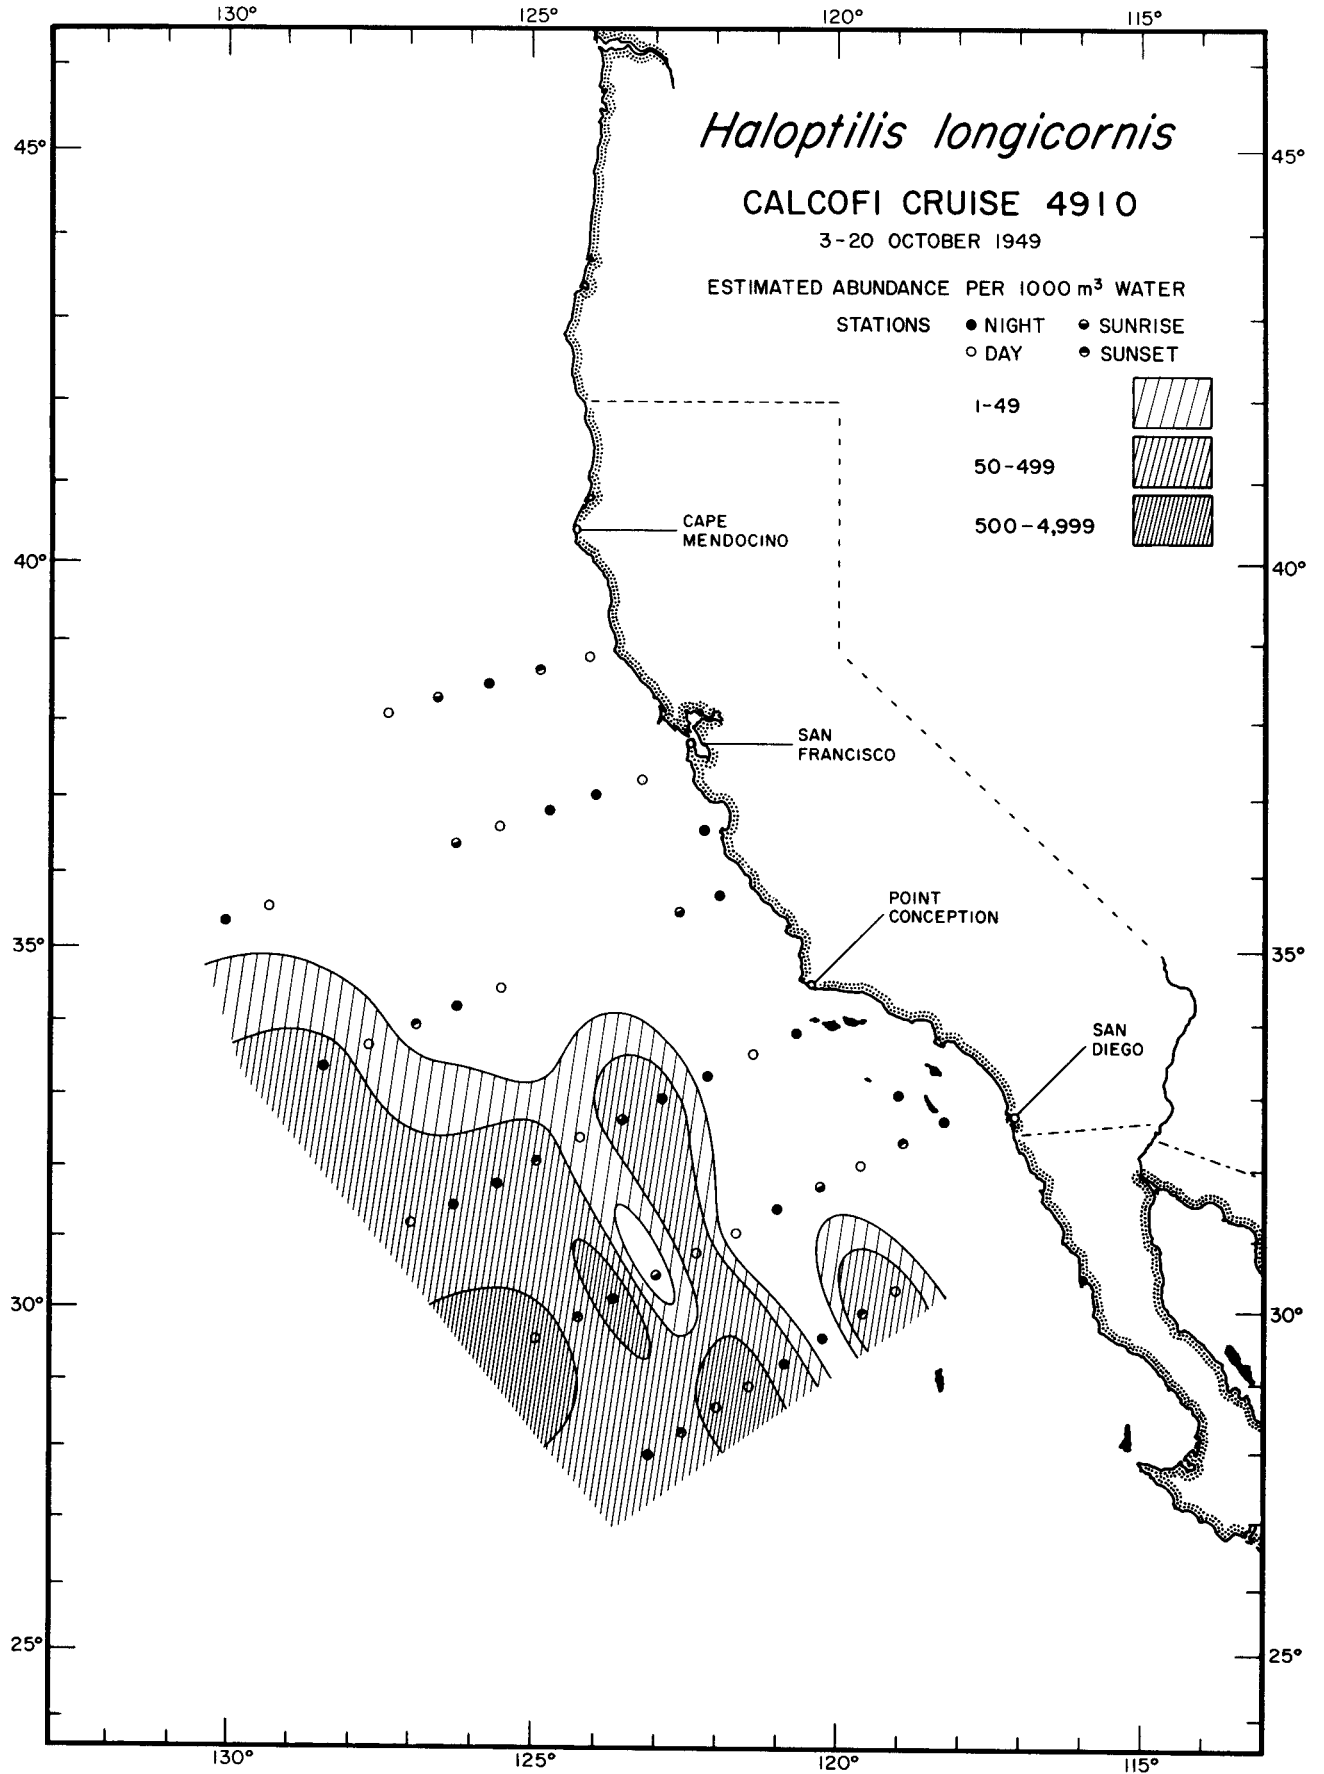 130° 125° 120° 115°
Haloptilis longicornis
45° 45°
CALCOFI CRUISE 4910
3-20 OCTOBER 1949
ESTIMATED ABUNDANCE PER 1000 m³ WATER
STATIONS ● NIGHT SUNRISE
○ DAY SUNSET
1-49
50-499
500-4,999
CAPE
MENDOCINO
40° 40°
SAN
FRANCISCO
POINT
CONCEPTION
35° 35°
SAN
DIEGO
30° 30°
25° 25°
130° 125° 120° 115°